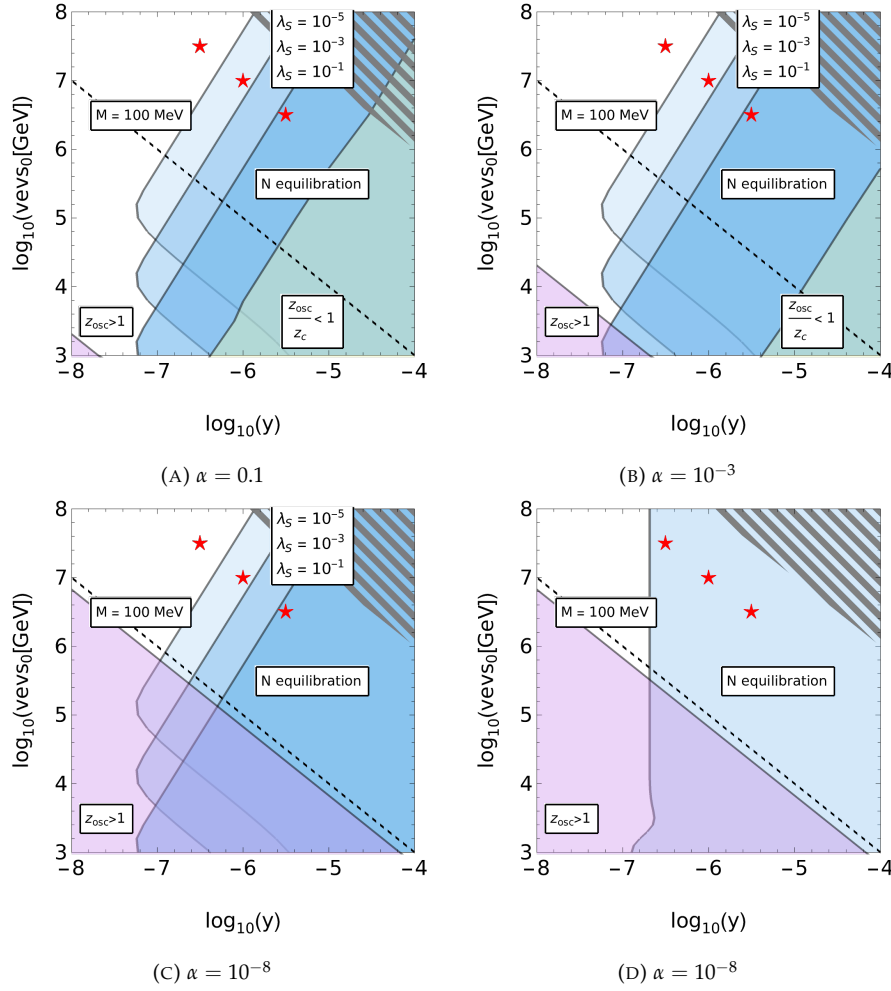 λS = 10−5
λS = 10−3
λS = 10−1
M = 100 MeV
N equilibration
zosc>1
zosc/zc < 1
log10(vevs0[GeV])
8
7
6
5
4
3
−8 −7 −6 −5 −4
log10(y)
(A) α = 0.1
λS = 10−5
λS = 10−3
λS = 10−1
M = 100 MeV
N equilibration
zosc>1
zosc/zc < 1
log10(vevs0[GeV])
8
7
6
5
4
3
−8 −7 −6 −5 −4
log10(y)
(B) α = 10−3
λS = 10−5
λS = 10−3
λS = 10−1
M = 100 MeV
N equilibration
zosc>1
log10(vevs0[GeV])
8
7
6
5
4
3
−8 −7 −6 −5 −4
log10(y)
(C) α = 10−8
M = 100 MeV
N equilibration
zosc>1
log10(vevs0[GeV])
8
7
6
5
4
3
−8 −7 −6 −5 −4
log10(y)
(D) α = 10−8